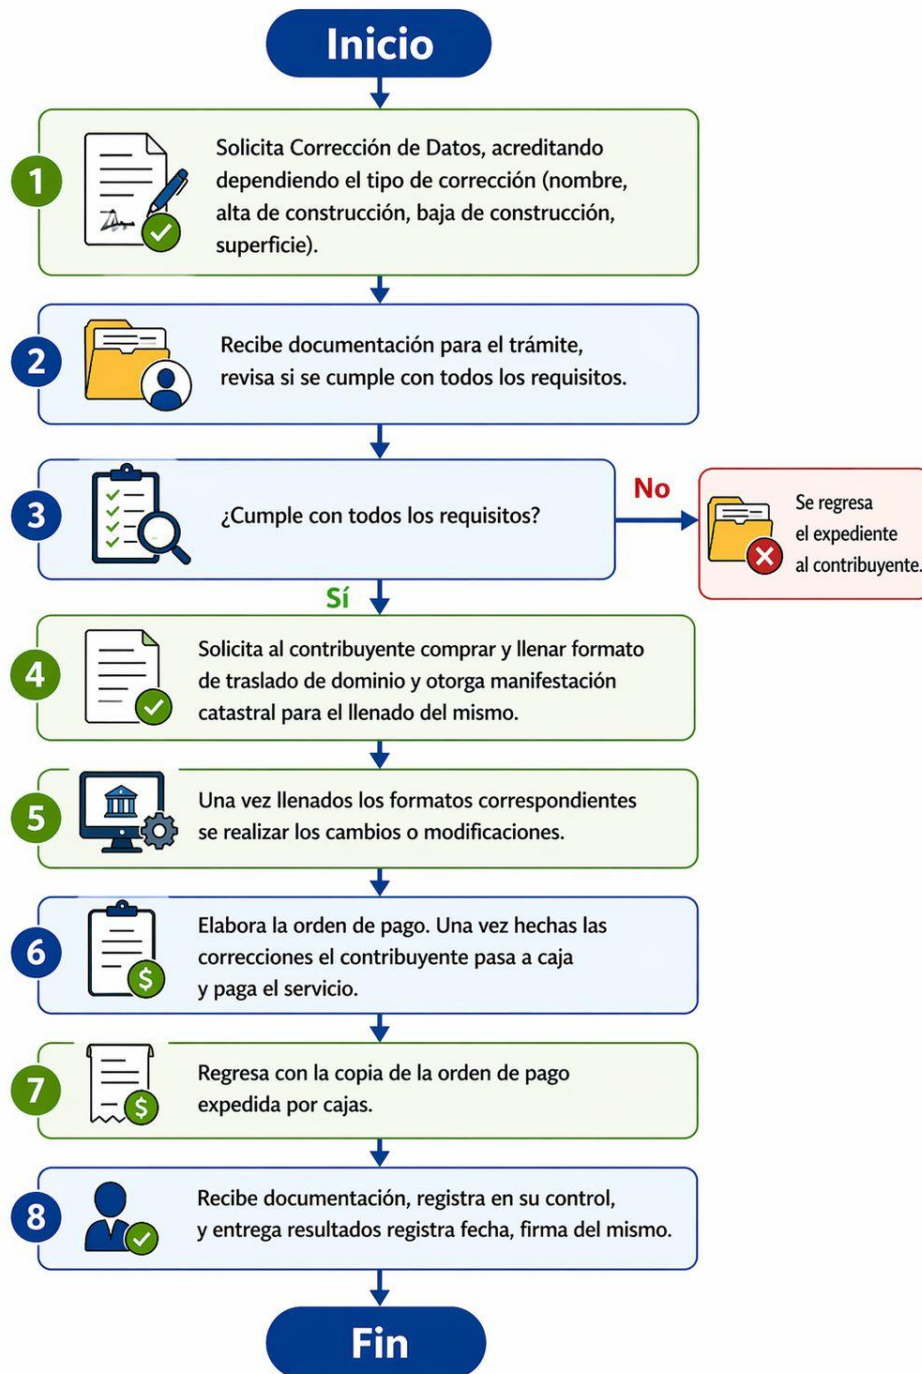 Inicio
1
Solicita Corrección de Datos, acreditando
dependiendo el tipo de corrección (nombre,
alta de construcción, baja de construcción,
superficie).
2
Recibe documentación para el trámite,
revisa si se cumple con todos los requisitos.
3
¿Cumple con todos los requisitos?
No
Se regresa
el expediente
al contribuyente.
Sí
4
Solicita al contribuyente comprar y llenar formato
de traslado de dominio y otorga manifestación
catastral para el llenado del mismo.
5
Una vez llenados los formatos correspondientes
se realizar los cambios o modificaciones.
6
$
Elabora la orden de pago. Una vez hechas las
correcciones el contribuyente pasa a caja
y paga el servicio.
7
$
Regresa con la copia de la orden de pago
expedida por cajas.
8
Recibe documentación, registra en su control,
y entrega resultados registra fecha, firma del mismo.
Fin